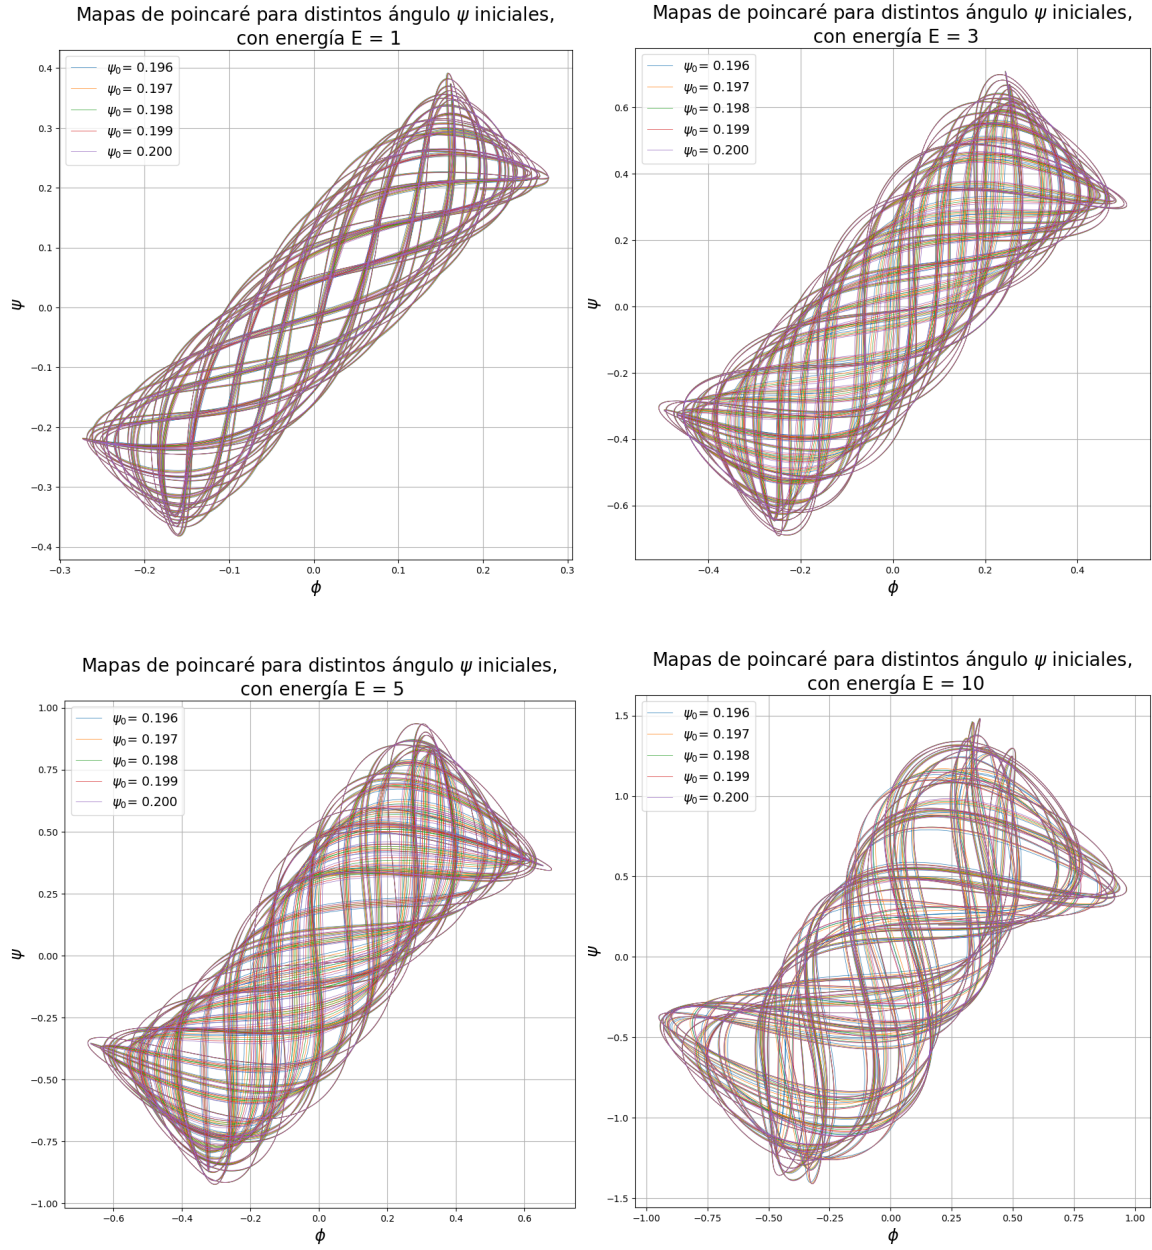 Mapas de poincaré para distintos ángulo ψ iniciales,
con energía E = 1
ψ₀= 0.196
ψ₀= 0.197
ψ₀= 0.198
ψ₀= 0.199
ψ₀= 0.200
0.4
0.3
0.2
0.1
0.0
−0.1
−0.2
−0.3
−0.4
ψ
−0.3 −0.2 −0.1 0.0 0.1 0.2 0.3
ϕ
Mapas de poincaré para distintos ángulo ψ iniciales,
con energía E = 3
ψ₀= 0.196
ψ₀= 0.197
ψ₀= 0.198
ψ₀= 0.199
ψ₀= 0.200
0.6
0.4
0.2
0.0
−0.2
−0.4
−0.6
ψ
−0.4 −0.2 0.0 0.2 0.4
ϕ
Mapas de poincaré para distintos ángulo ψ iniciales,
con energía E = 5
ψ₀= 0.196
ψ₀= 0.197
ψ₀= 0.198
ψ₀= 0.199
ψ₀= 0.200
1.00
0.75
0.50
0.25
0.00
−0.25
−0.50
−0.75
−1.00
ψ
−0.6 −0.4 −0.2 0.0 0.2 0.4 0.6
ϕ
Mapas de poincaré para distintos ángulo ψ iniciales,
con energía E = 10
ψ₀= 0.196
ψ₀= 0.197
ψ₀= 0.198
ψ₀= 0.199
ψ₀= 0.200
1.5
1.0
0.5
0.0
−0.5
−1.0
−1.5
ψ
−1.00 −0.75 −0.50 −0.25 0.00 0.25 0.50 0.75 1.00
ϕ